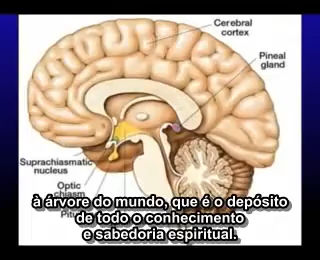 Cerebral
cortex
Pineal
gland
Suprachiasmatic
nucleus
Optic
chiasm
à árvore do mundo, que é o depósito
de todo o conhecimento
e sabedoria espiritual.